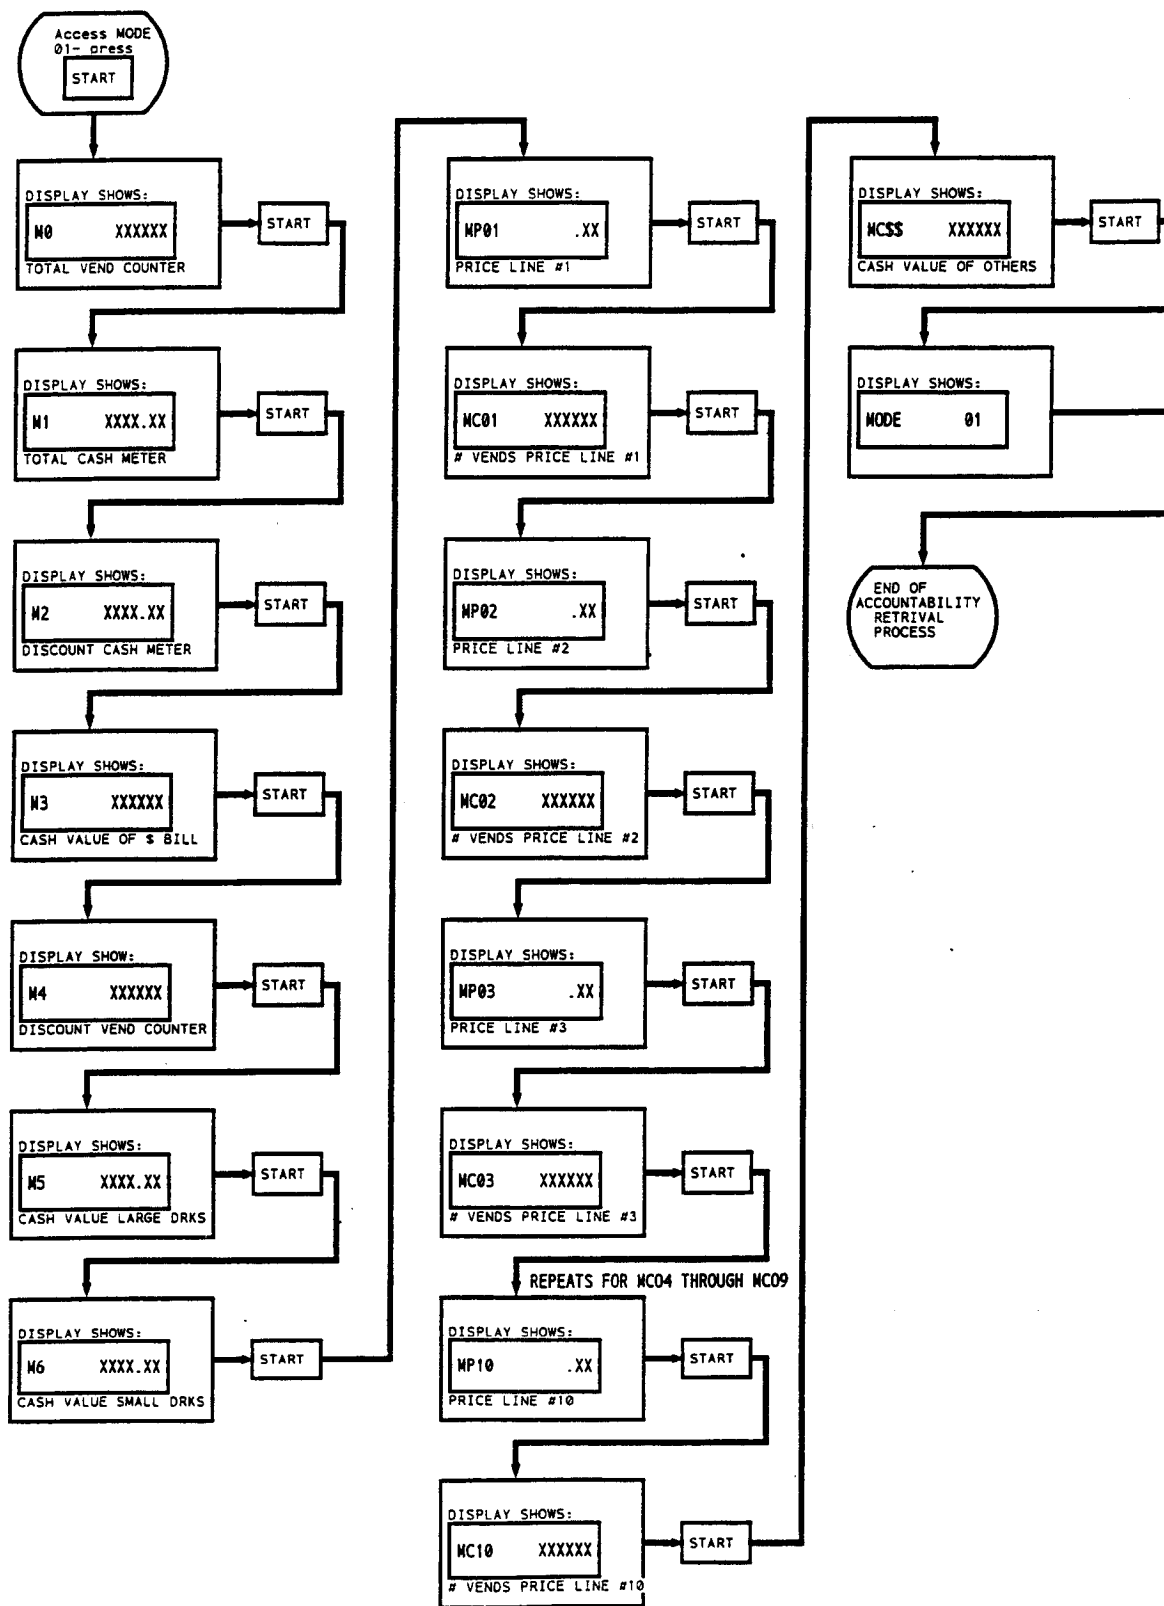 Access MODE
01- press
START
DISPLAY SHOWS:
M0 XXXXXX
TOTAL VEND COUNTER
START
DISPLAY SHOWS:
M1 XXXX.XX
TOTAL CASH METER
START
DISPLAY SHOWS:
M2 XXXX.XX
DISCOUNT CASH METER
START
DISPLAY SHOWS:
M3 XXXXXX
CASH VALUE OF $ BILL
START
DISPLAY SHOW:
M4 XXXXXX
DISCOUNT VEND COUNTER
START
DISPLAY SHOWS:
M5 XXXX.XX
CASH VALUE LARGE DRKS
START
DISPLAY SHOWS:
M6 XXXX.XX
CASH VALUE SMALL DRKS
START
DISPLAY SHOWS:
MP01 .XX
PRICE LINE #1
START
DISPLAY SHOWS:
MC01 XXXXXX
# VENDS PRICE LINE #1
START
DISPLAY SHOWS:
MP02 .XX
PRICE LINE #2
START
DISPLAY SHOWS:
MC02 XXXXXX
# VENDS PRICE LINE #2
START
DISPLAY SHOWS:
MP03 .XX
PRICE LINE #3
START
DISPLAY SHOWS:
MC03 XXXXXX
# VENDS PRICE LINE #3
START
REPEATS FOR MC04 THROUGH MC09
DISPLAY SHOWS:
MP10 .XX
PRICE LINE #10
START
DISPLAY SHOWS:
MC10 XXXXXX
# VENDS PRICE LINE #10
START
DISPLAY SHOWS:
MC$$ XXXXXX
CASH VALUE OF OTHERS
START
DISPLAY SHOWS:
MODE 01
END OF
ACCOUNTABILITY
RETRIVAL
PROCESS